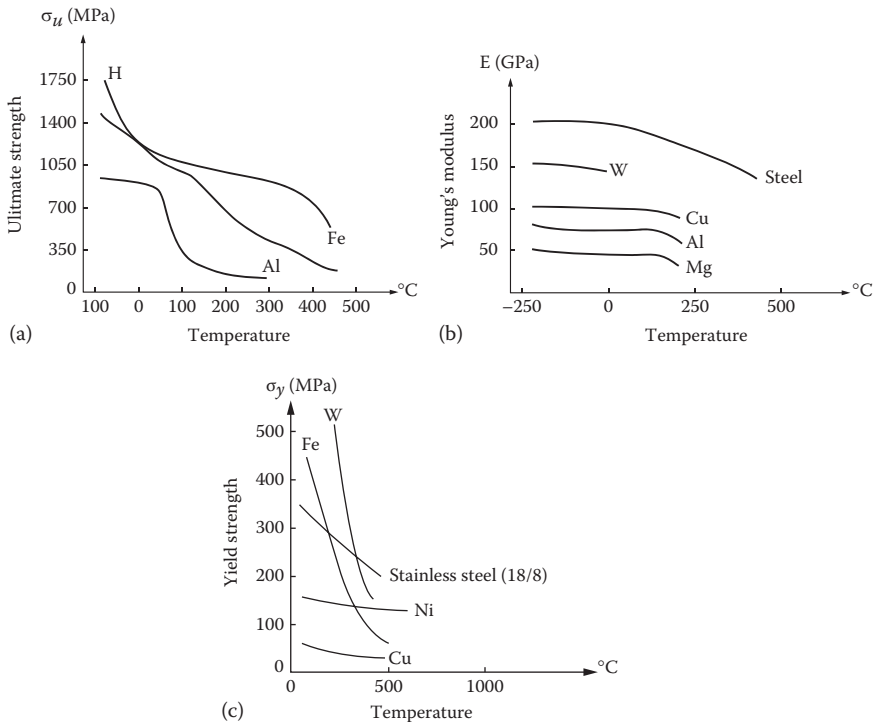 σu (MPa)
H
1750
1400
1050
700
350
0
Ulitmate strength
Fe
Al
100 0 100 200 300 400 500
°C
Temperature
(a)
E (GPa)
200
150
100
50
Young's modulus
Steel
W
Cu
Al
Mg
−250 0 500
°C
Temperature
(b)
σy (MPa)
W
Fe
500
400
300
200
100
0
Yield strength
Stainless steel (18/8)
Ni
Cu
0 500 1000
°C
Temperature
(c)